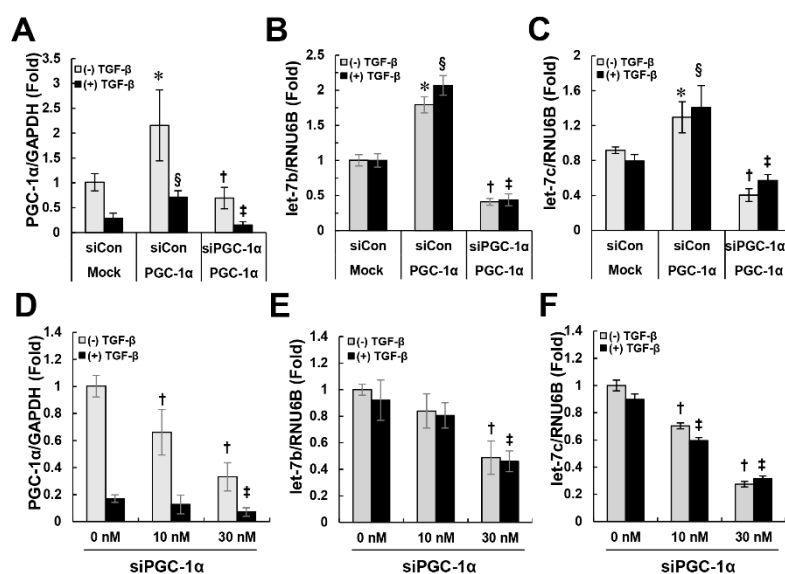 A
PGC-1α/GAPDH (Fold)
3.5
3
2.5
2
1.5
1
0.5
0
(-) TGF-β
(+) TGF-β
*
§
†
‡
siCon siCon siPGC-1α
Mock PGC-1α PGC-1α
B
let-7b/RNU6B (Fold)
2.5
2
1.5
1
0.5
0
(-) TGF-β
(+) TGF-β
*
§
†
‡
siCon siCon siPGC-1α
Mock PGC-1α PGC-1α
C
let-7c/RNU6B (Fold)
2
1.6
1.2
0.8
0.4
0
(-) TGF-β
(+) TGF-β
*
§
†
‡
siCon siCon siPGC-1α
Mock PGC-1α PGC-1α
D
PGC-1α/GAPDH (Fold)
1.4
1.2
1
0.8
0.6
0.4
0.2
0
(-) TGF-β
(+) TGF-β
†
†
‡
0 nM 10 nM 30 nM
siPGC-1α
E
let-7b/RNU6B (Fold)
1.4
1.2
1
0.8
0.6
0.4
0.2
0
(-) TGF-β
(+) TGF-β
†
‡
0 nM 10 nM 30 nM
siPGC-1α
F
let-7c/RNU6B (Fold)
1.4
1.2
1
0.8
0.6
0.4
0.2
0
(-) TGF-β
(+) TGF-β
†
‡
†
‡
0 nM 10 nM 30 nM
siPGC-1α